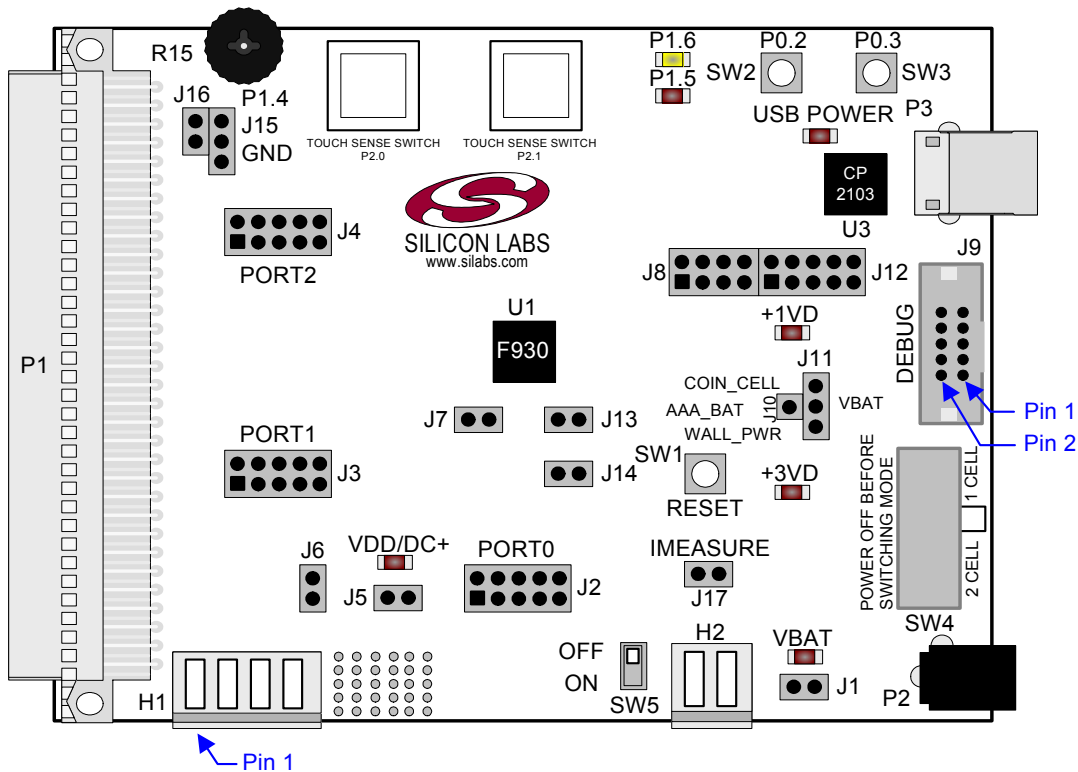 R15
P1.6
P0.2
P0.3
SW2
SW3
P1.5
J16
P1.4
J15
GND
USB POWER
P3
TOUCH SENSE SWITCH
P2.0
TOUCH SENSE SWITCH
P2.1
CP
2103
U3
J4
SILICON LABS
www.silabs.com
PORT2
J9
J8
J12
U1
+1VD
F930
DEBUG
P1
J11
COIN_CELL
AAA_BAT
J10
VBAT
WALL_PWR
J7
J13
Pin 1
Pin 2
PORT1
J3
SW1
J14
+3VD
RESET
POWER OFF BEFORE
SWITCHING MODE
2 CELL
1 CELL
J6
VDD/DC+
PORT0
IMEASURE
J5
J2
J17
SW4
H2
VBAT
OFF
ON
SW5
J1
P2
H1
Pin 1